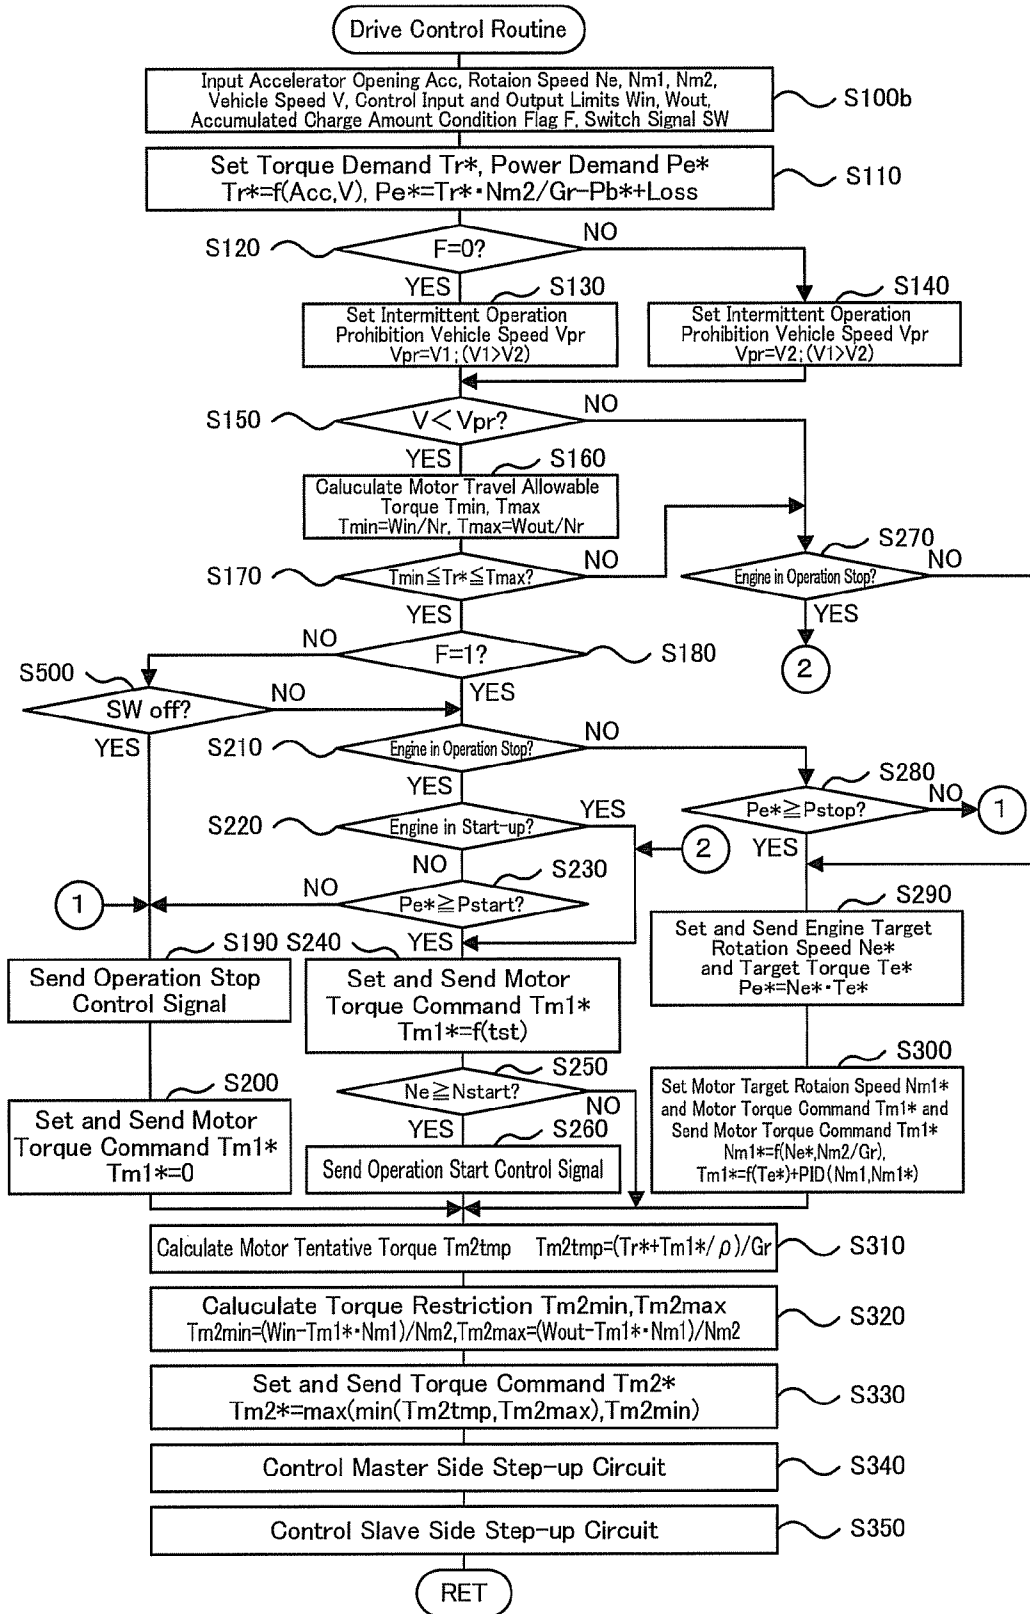 Drive Control Routine
Input Accelerator Opening Acc, Rotaion Speed Ne, Nm1, Nm2,
Vehicle Speed V, Control Input and Output Limits Win, Wout,
Accumulated Charge Amount Condition Flag F, Switch Signal SW
S100b
Set Torque Demand Tr*, Power Demand Pe*
Tr*=f(Acc,V), Pe*=Tr*·Nm2/Gr-Pb*+Loss
S110
S120
F=0?
NO
YES
S130
Set Intermittent Operation
Prohibition Vehicle Speed Vpr
Vpr=V1;(V1>V2)
S140
Set Intermittent Operation
Prohibition Vehicle Speed Vpr
Vpr=V2;(V1>V2)
S150
V<Vpr?
NO
YES
S160
Caluculate Motor Travel Allowable
Torque Tmin, Tmax
Tmin=Win/Nr, Tmax=Wout/Nr
S170
Tmin≦Tr*≦Tmax?
NO
YES
S270
Engine in Operation Stop?
NO
YES
2
F=1?
S180
NO
YES
S500
SW off?
NO
YES
S210
Engine in Operation Stop?
NO
YES
S280
Pe*≧Pstop?
NO
1
YES
S220
Engine in Start-up?
YES
NO
2
S230
Pe*≧Pstart?
NO
YES
1
S190
Send Operation Stop
Control Signal
S240
Set and Send Motor
Torque Command Tm1*
Tm1*=f(tst)
S290
Set and Send Engine Target
Rotation Speed Ne*
and Target Torque Te*
Pe*=Ne*·Te*
S200
Set and Send Motor
Torque Command Tm1*
Tm1*=0
S250
Ne≧Nstart?
NO
YES
S260
Send Operation Start Control Signal
S300
Set Motor Target Rotaion Speed Nm1*
and Motor Torque Command Tm1* and
Send Motor Torque Command Tm1*
Nm1*=f(Ne*,Nm2/Gr),
Tm1*=f(Te*)+PID(Nm1,Nm1*)
Calculate Motor Tentative Torque Tm2tmp Tm2tmp=(Tr*+Tm1*/ρ)/Gr
S310
Caluculate Torque Restriction Tm2min,Tm2max
Tm2min=(Win-Tm1*·Nm1)/Nm2,Tm2max=(Wout-Tm1*·Nm1)/Nm2
S320
Set and Send Torque Command Tm2*
Tm2*=max(min(Tm2tmp,Tm2max),Tm2min)
S330
Control Master Side Step-up Circuit
S340
Control Slave Side Step-up Circuit
S350
RET